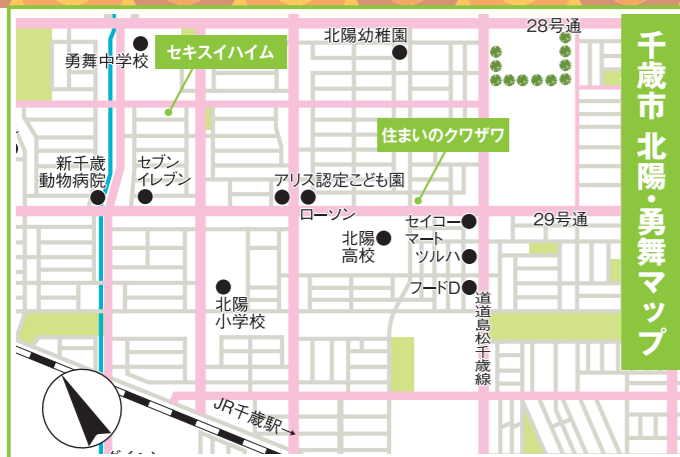 千歳市 北陽・勇舞マップ
28号通
北陽幼稚園
セキスイハイム
勇舞中学校
住まいのクワザワ
新千歳
動物病院
セブン
イレブン
アリス認定こども園
ローソン
セイコー
マート
29号通
北陽
高校
ツルハ
フードD
道道島松千歳線
北陽
小学校
JR千歳駅→